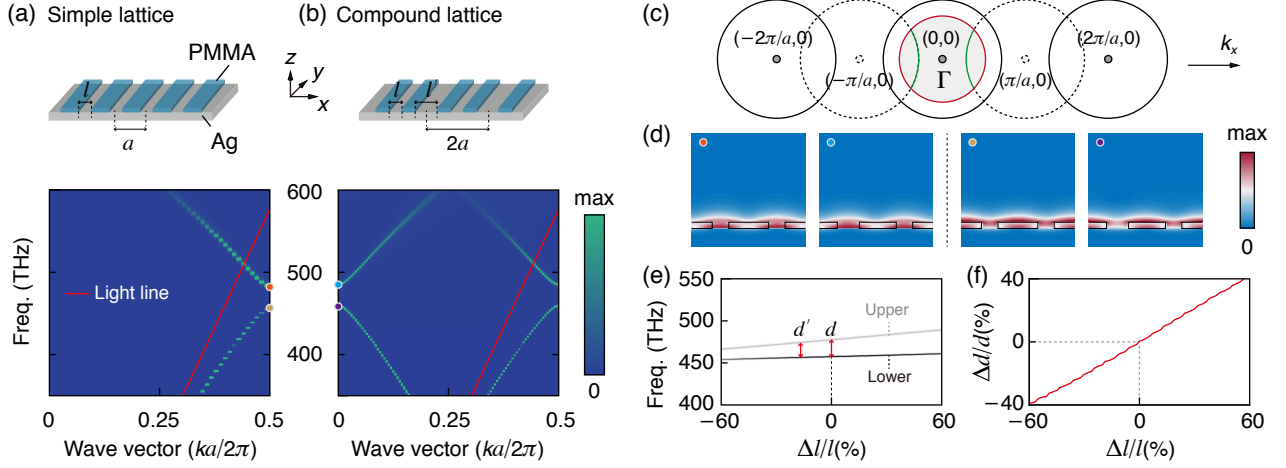 (a) Simple lattice
PMMA
l
a
Ag
z
y
x
600
500
400
Freq. (THz)
Light line
0
0.25
0.5
Wave vector (ka/2π)
(b) Compound lattice
l
l′
2a
max
0
0
0.25
0.5
Wave vector (ka/2π)
(c)
(−2π/a,0)
(0,0)
(2π/a,0)
(−π/a,0)
Γ
(π/a,0)
kₓ
(d)
max
0
(e)
550
500
450
400
Freq. (THz)
d′
d
Upper
Lower
−60
0
60
Δl/l(%)
(f)
40
0
−40
Δd/d(%)
−60
0
60
Δl/l(%)